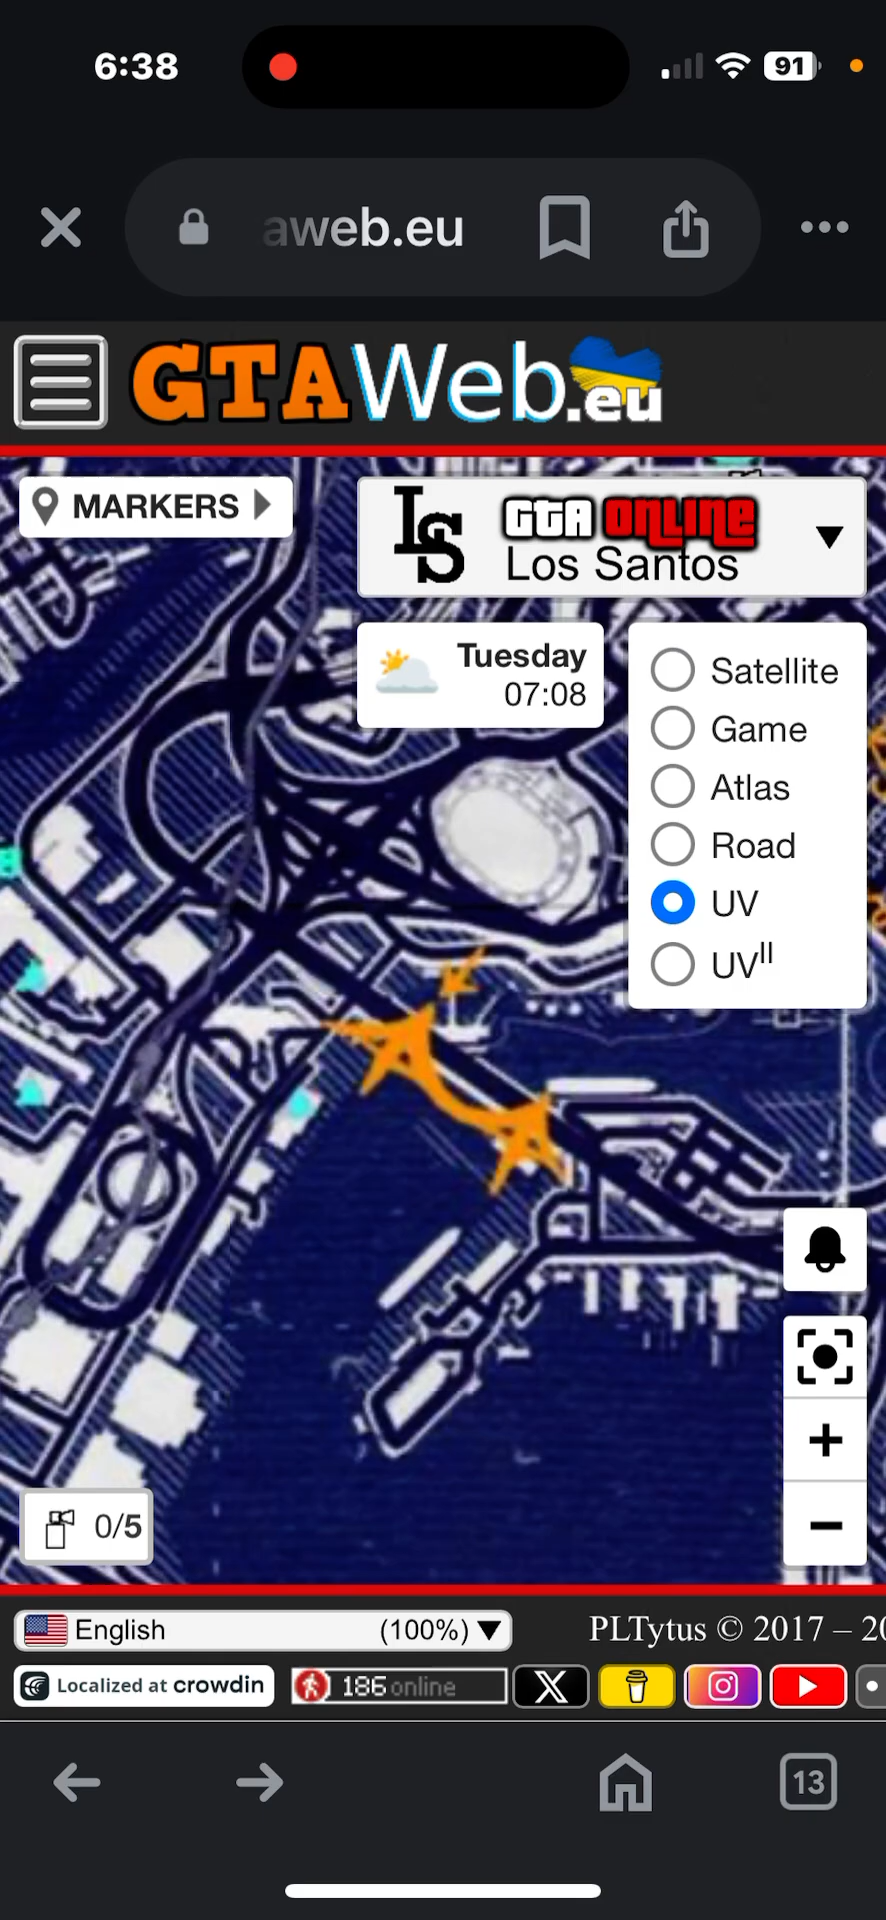 6:38
91
aweb.eu
GTAWeb.eu
MARKERS
LS
GTA ONLINE
Los Santos
Tuesday
07:08
Satellite
Game
Atlas
Road
UV
UVII
0/5
English (100%)
PLTytus © 2017 – 20
Localized at crowdin
186 online
13